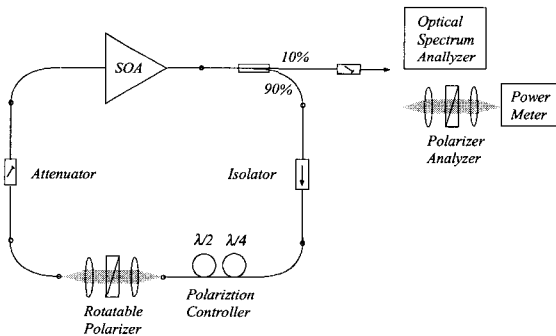 SOA
10%
90%
Optical
Spectrum
Anallyzer
Power
Meter
Polarizer
Analyzer
Attenuator
Isolator
λ/2 λ/4
Rotatable
Polarizer
Polariztion
Controller